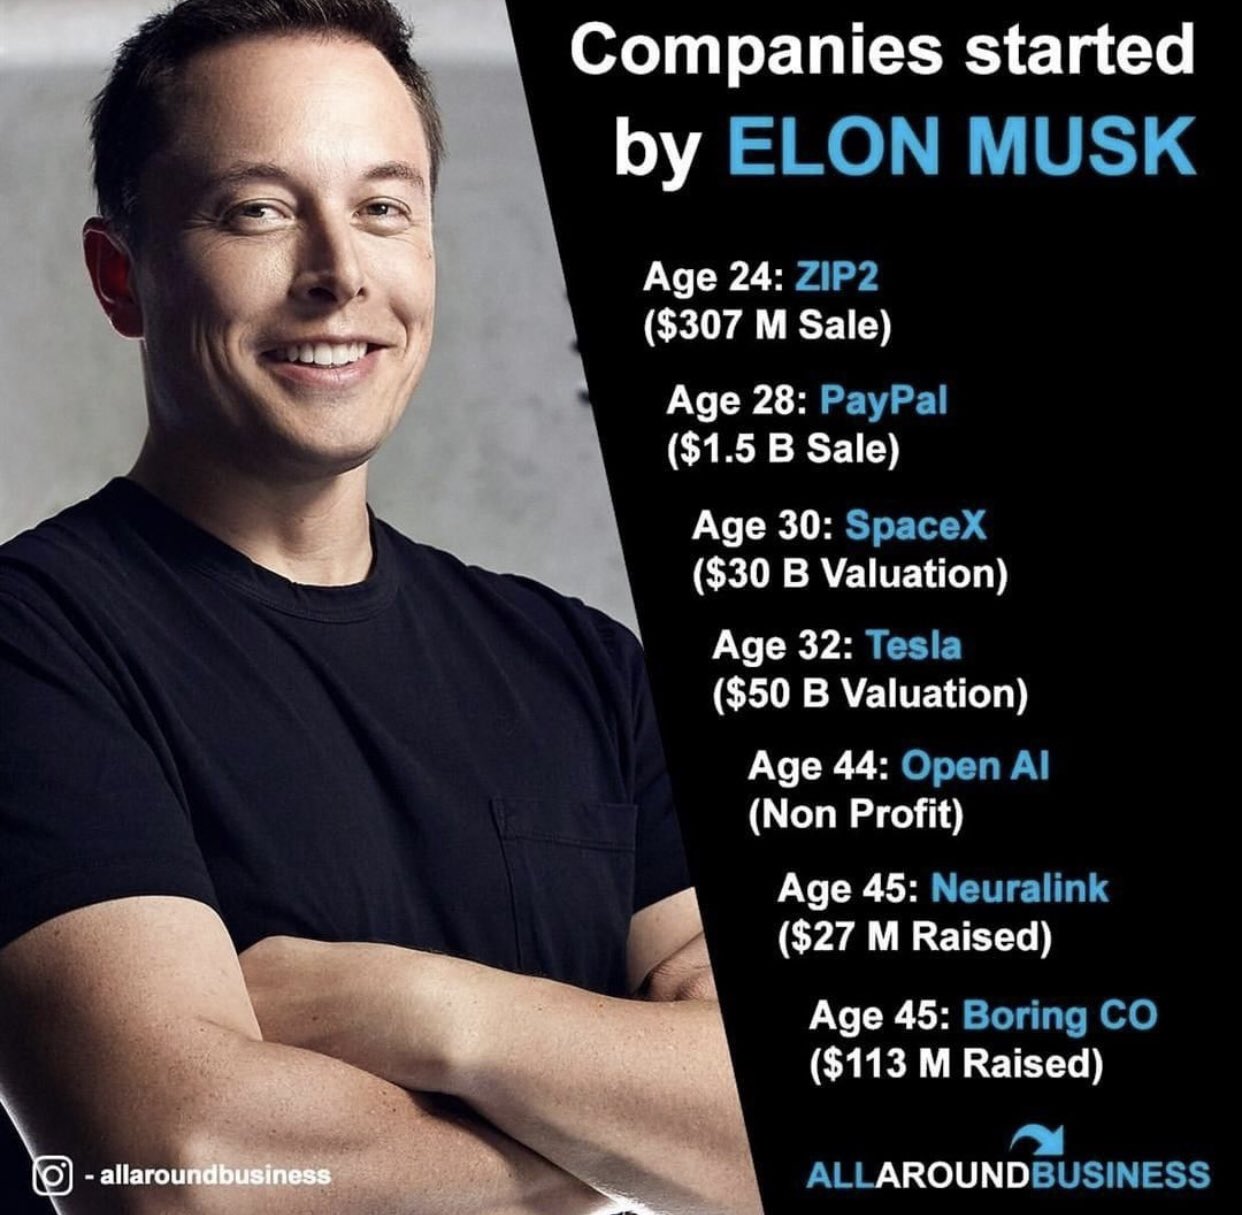 Companies started
by ELON MUSK
Age 24: ZIP2
($307 M Sale)
Age 28: PayPal
($1.5 B Sale)
Age 30: SpaceX
($30 B Valuation)
Age 32: Tesla
($50 B Valuation)
Age 44: Open AI
(Non Profit)
Age 45: Neuralink
($27 M Raised)
Age 45: Boring CO
($113 M Raised)
- allaroundbusiness
ALLAROUNDBUSINESS